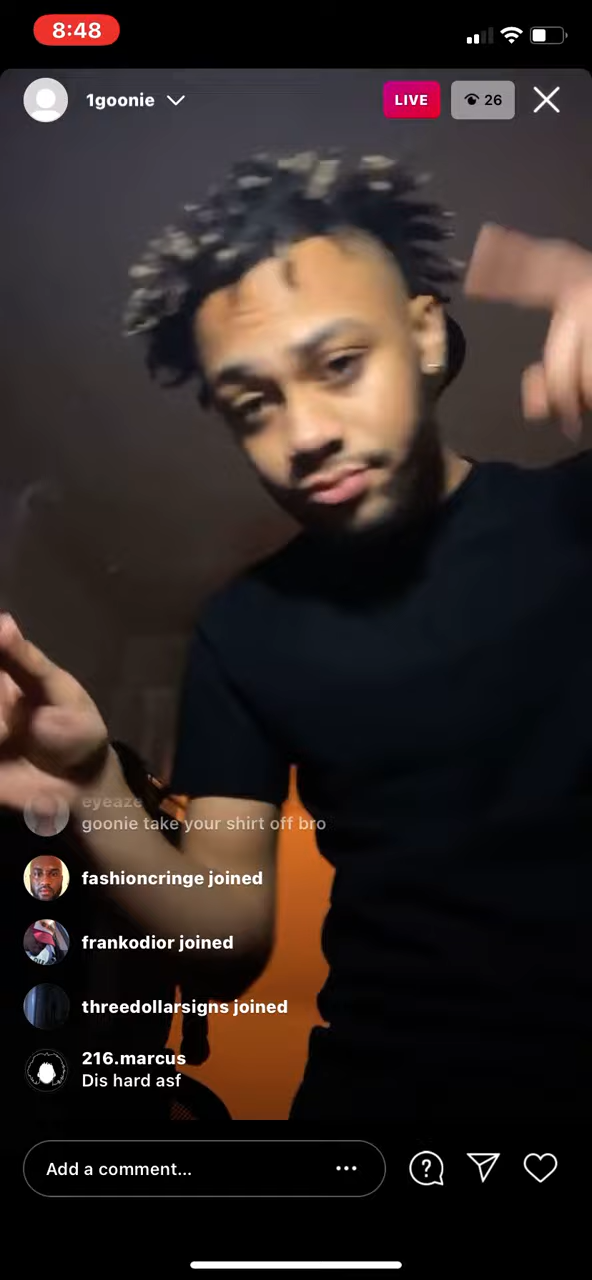 8:48
1goonie
LIVE
26
eyeaze
goonie take your shirt off bro
fashioncringe joined
frankodior joined
threedollarsigns joined
216.marcus
Dis hard asf
Add a comment...